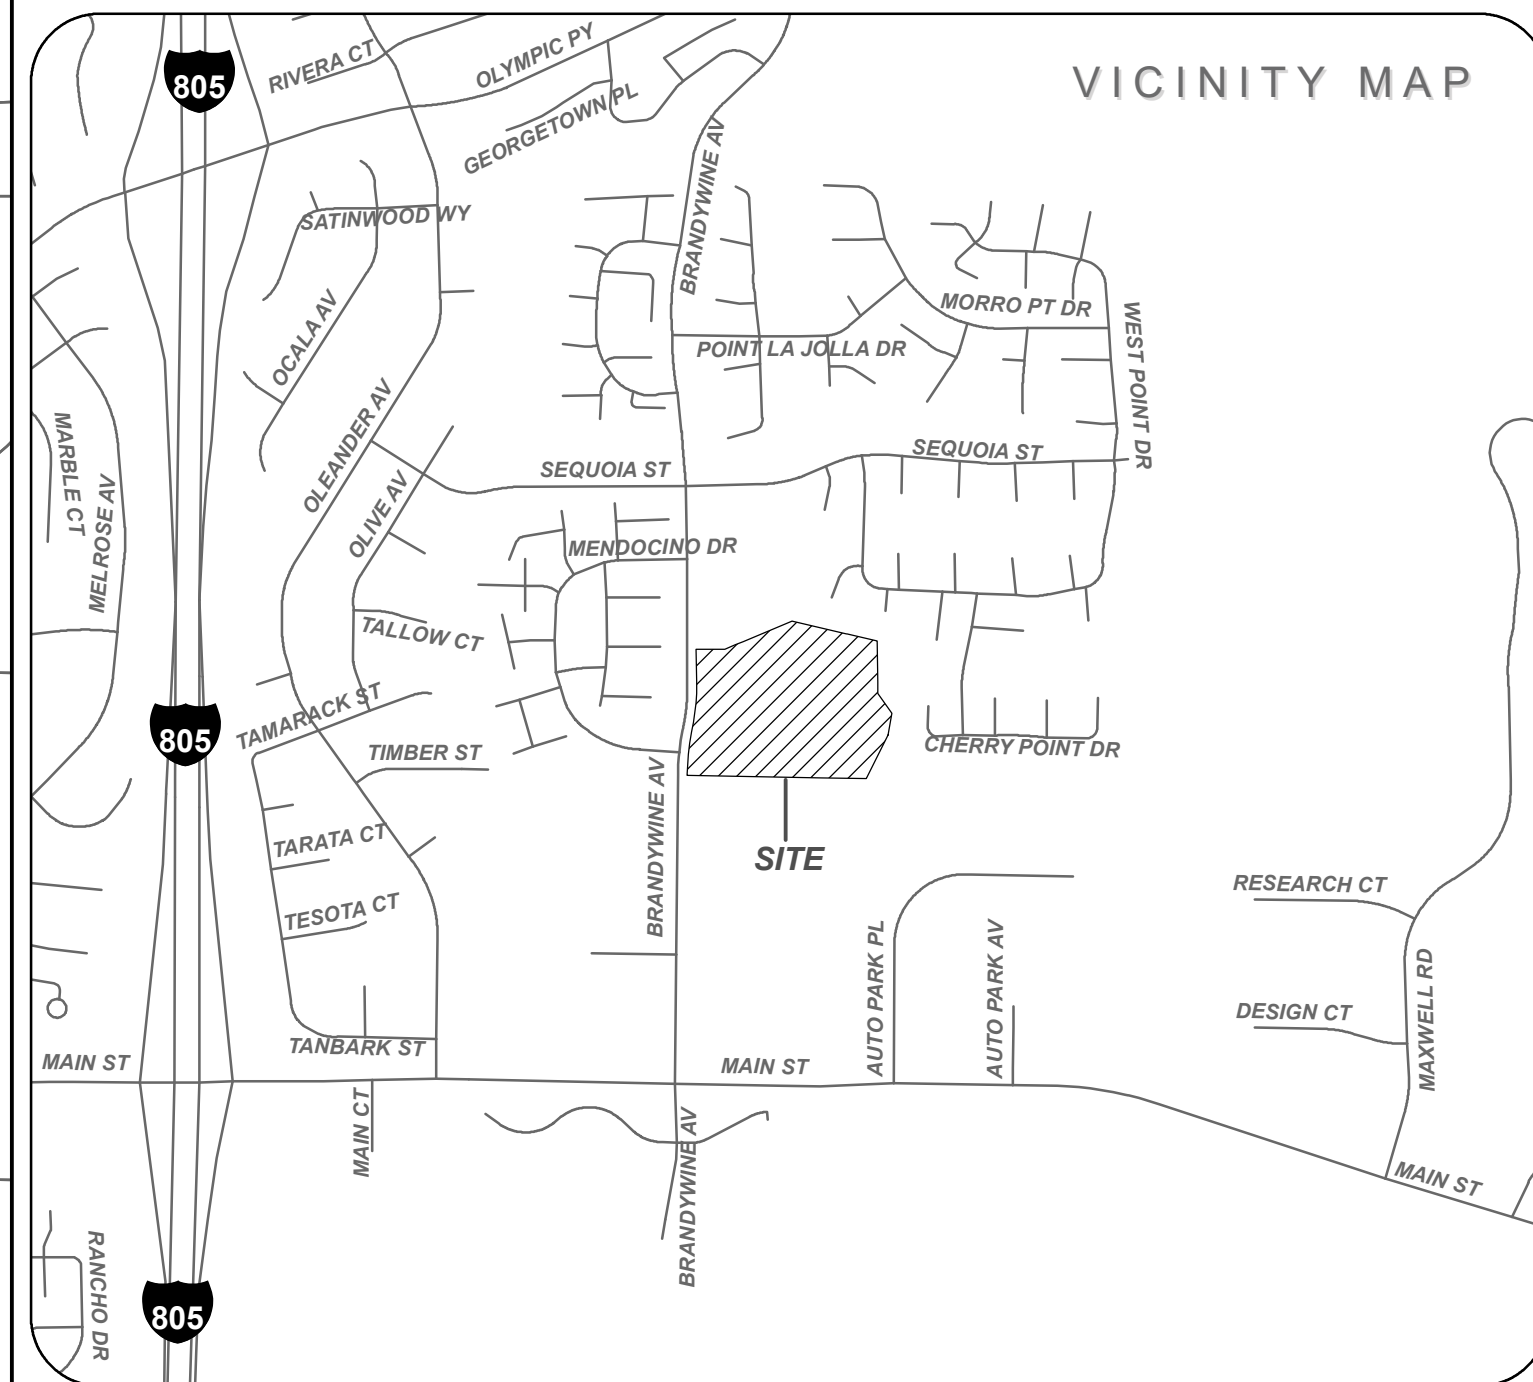 VICINITY MAP
805
RIVERA CT
OLYMPIC PY
GEORGETOWN PL
BRANDYWINE AV
SATINWOOD WY
OCALA AV
MORRO PT DR
POINT LA JOLLA DR
WEST POINT DR
OLEANDER AV
MARBLE CT
MELROSE AV
OLIVE AV
SEQUOIA ST
SEQUOIA ST
MENDOCINO DR
TALLOW CT
TAMARACK ST
805
TIMBER ST
CHERRY POINT DR
BRANDYWINE AV
TARATA CT
SITE
TESOTA CT
RESEARCH CT
AUTO PARK PL
AUTO PARK AV
MAXWELL RD
DESIGN CT
TANBARK ST
MAIN ST
MAIN ST
MAIN CT
BRANDYWINE AV
MAIN ST
RANCHO DR
805